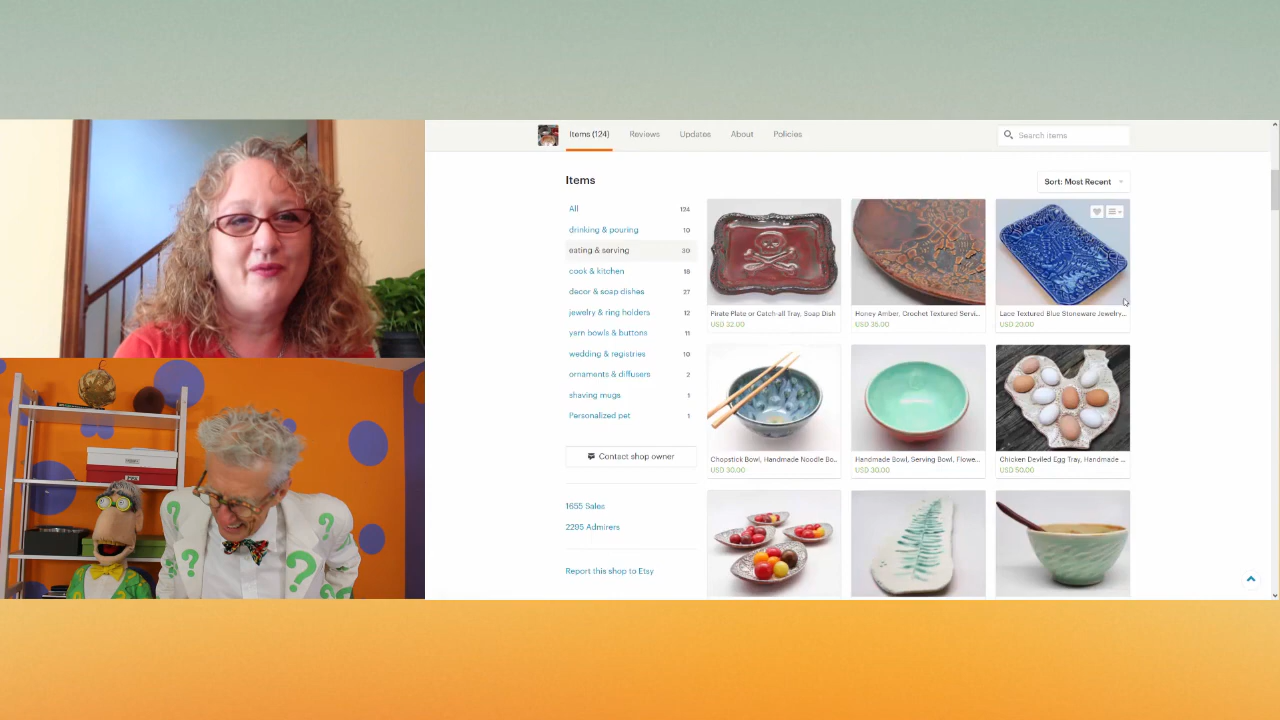 Items (124)
Reviews
Updates
About
Policies
Search items
Items
Sort: Most Recent
All 124
drinking & pouring 10
eating & serving 30
cook & kitchen 18
decor & soap dishes 27
jewelry & ring holders 12
yarn bowls & buttons 11
wedding & registries 10
ornaments & diffusers 2
shaving mugs 1
Personalized pet 1
Contact shop owner
1655 Sales
2295 Admirers
Report this shop to Etsy
Pirate Plate or Catch-all Tray, Soap Dish
USD 32.00
Honey Amber, Crochet Textured Servi...
USD 35.00
Lace Textured Blue Stoneware Jewelry...
USD 20.00
Chopstick Bowl, Handmade Noodle Bo...
USD 30.00
Handmade Bowl, Serving Bowl, Flowe...
USD 30.00
Chicken Deviled Egg Tray, Handmade ...
USD 50.00
? ? ? ?